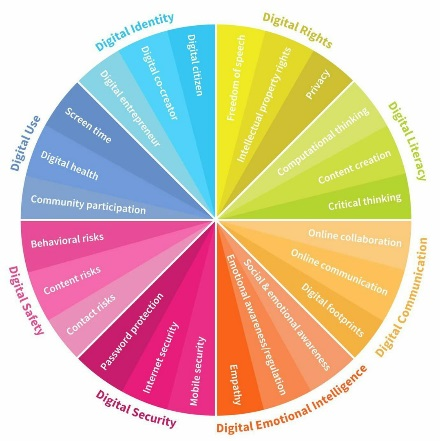 Digital Rights
Freedom of speech
Intellectual property rights
Privacy
Digital Literacy
Computational thinking
Content creation
Critical thinking
Digital Communication
Online collaboration
Online communication
Digital footprints
Digital Emotional Intelligence
Social & emotional awareness
Emotional awareness/regulation
Empathy
Digital Security
Mobile security
Internet security
Password protection
Digital Safety
Contact risks
Content risks
Behavioral risks
Digital Use
Community participation
Digital health
Screen time
Digital Identity
Digital entrepreneur
Digital co-creator
Digital citizen